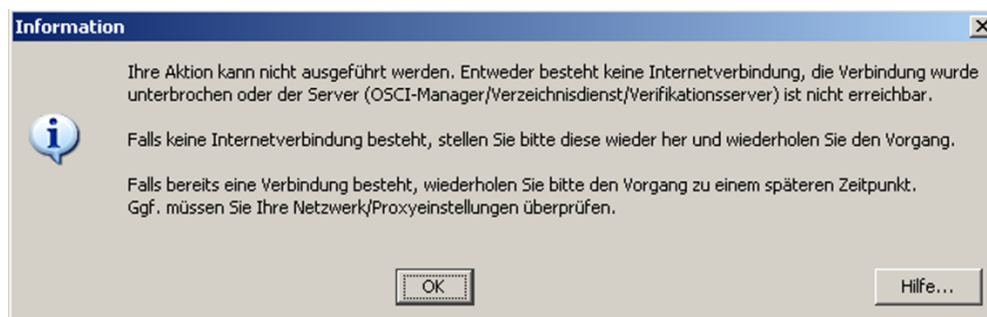 Information
Ihre Aktion kann nicht ausgeführt werden. Entweder besteht keine Internetverbindung, die Verbindung wurde
unterbrochen oder der Server (OSCI-Manager/Verzeichnisdienst/Verifikationsserver) ist nicht erreichbar.
Falls keine Internetverbindung besteht, stellen Sie bitte diese wieder her und wiederholen Sie den Vorgang.
Falls bereits eine Verbindung besteht, wiederholen Sie bitte den Vorgang zu einem späteren Zeitpunkt.
Ggf. müssen Sie Ihre Netzwerk/Proxyeinstellungen überprüfen.
OK
Hilfe...